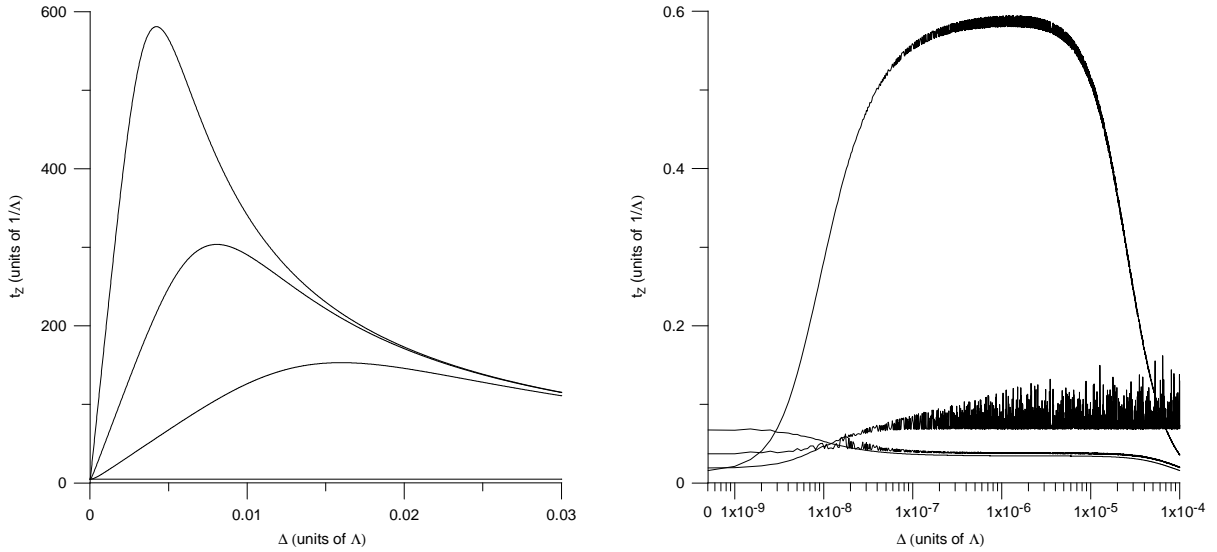 600
400
200
0
t_Z (units of 1/Λ)
0
0.01
0.02
0.03
Δ (units of Λ)
0.6
0.4
0.2
0
t_Z (units of 1/Λ)
0 1x10^-9 1x10^-8 1x10^-7 1x10^-6 1x10^-5 1x10^-4
Δ (units of Λ)